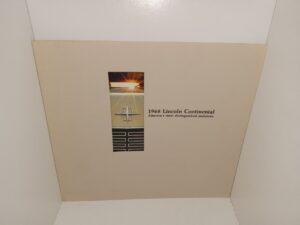 1968 Lincoln Continental
America's most distinguished motorcar.